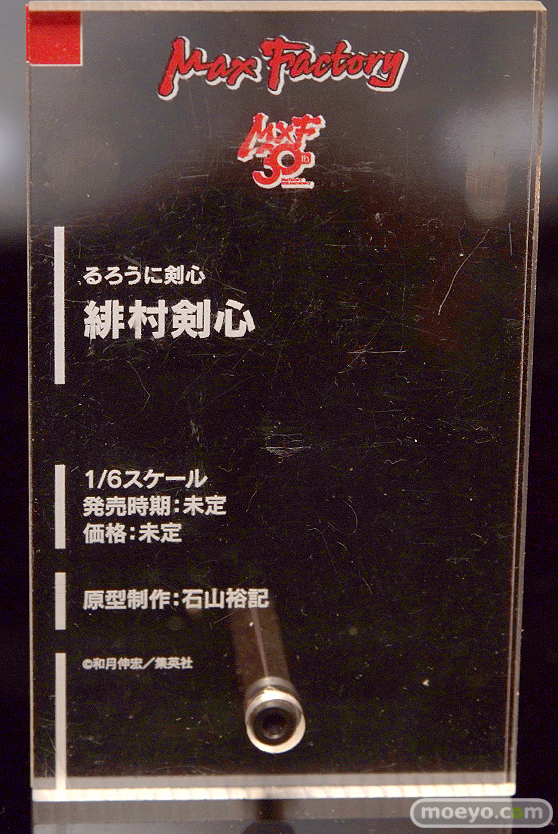 Max Factory
MXF
30th
るろうに剣心
緋村剣心
1/6スケール
発売時期：未定
価格：未定
原型制作：石山裕記
©和月伸宏／集英社
moeyo.com